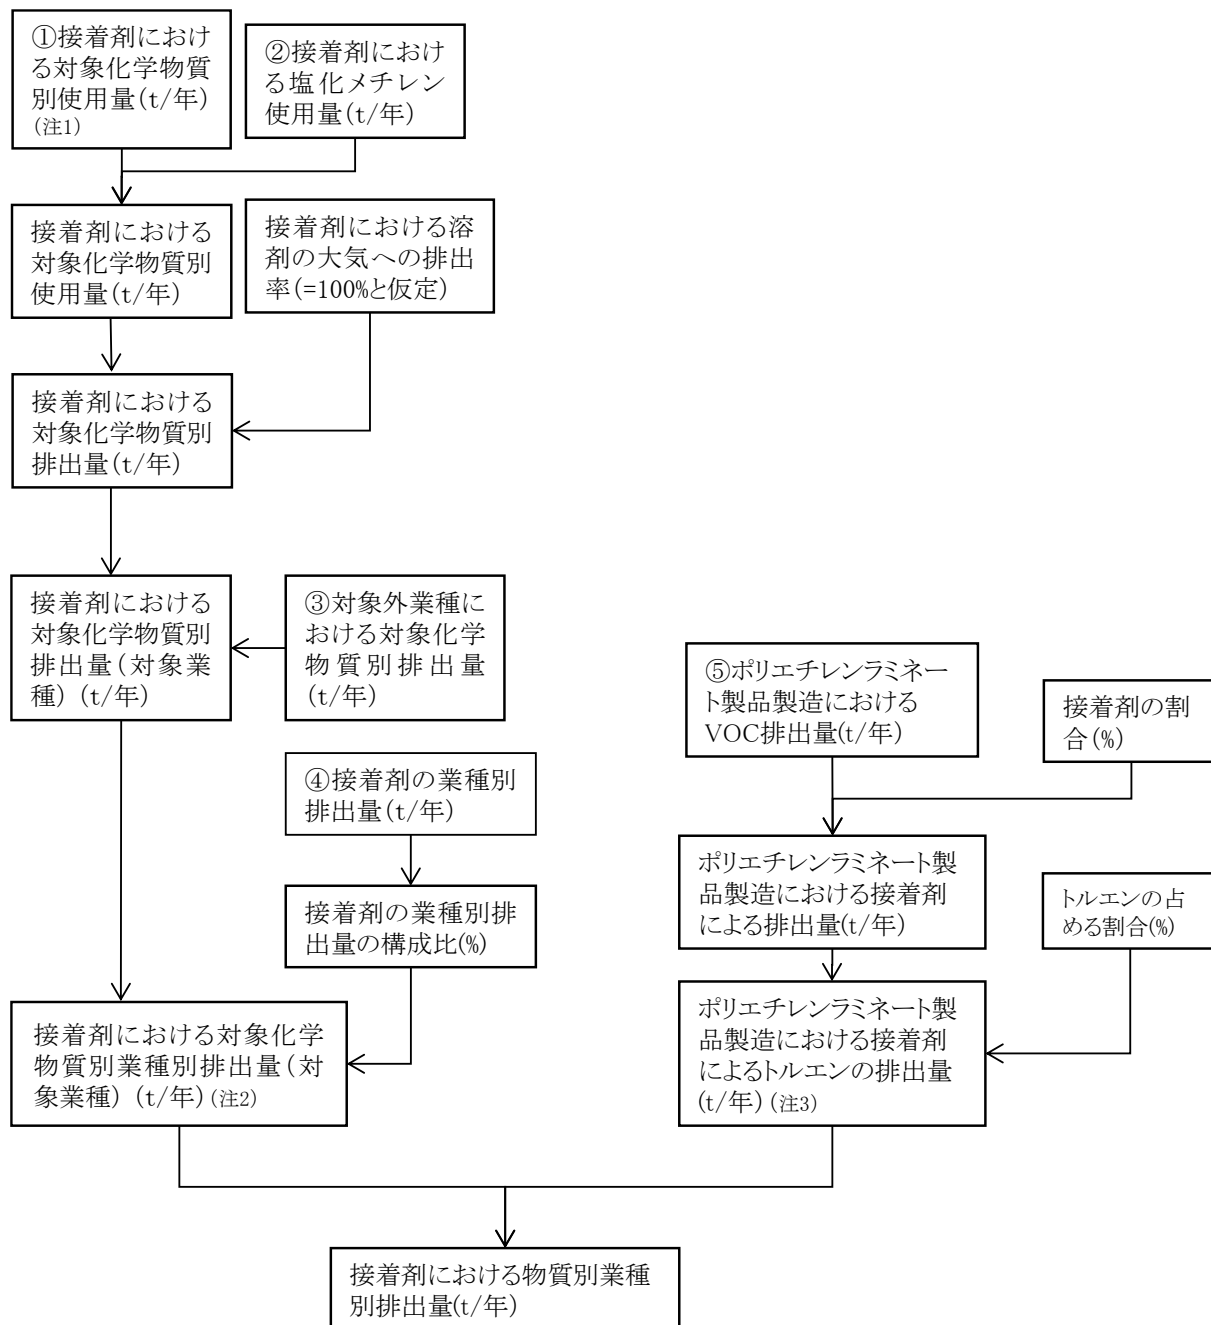 ①接着剤におけ
る対象化学物質
別使用量(t/年)
(注1)
②接着剤におけ
る塩化メチレン
使用量(t/年)
接着剤における
対象化学物質別
使用量(t/年)
接着剤における溶
剤の大気への排出
率(=100%と仮定)
接着剤における
対象化学物質別
排出量(t/年)
接着剤における
対象化学物質別
排出量(対象業
種) (t/年)
③対象外業種に
おける対象化学
物質別排出量
(t/年)
④接着剤の業種別
排出量(t/年)
接着剤の業種別排
出量の構成比(%)
接着剤における対象化学
物質別業種別排出量(対
象業種) (t/年)(注2)
⑤ポリエチレンラミネー
ト製品製造における
VOC排出量(t/年)
接着剤の割
合(%)
ポリエチレンラミネート製
品製造における接着剤
による排出量(t/年)
トルエンの占
める割合(%)
ポリエチレンラミネート製
品製造における接着剤
によるトルエンの排出量
(t/年)(注3)
接着剤における物質別業種
別排出量(t/年)